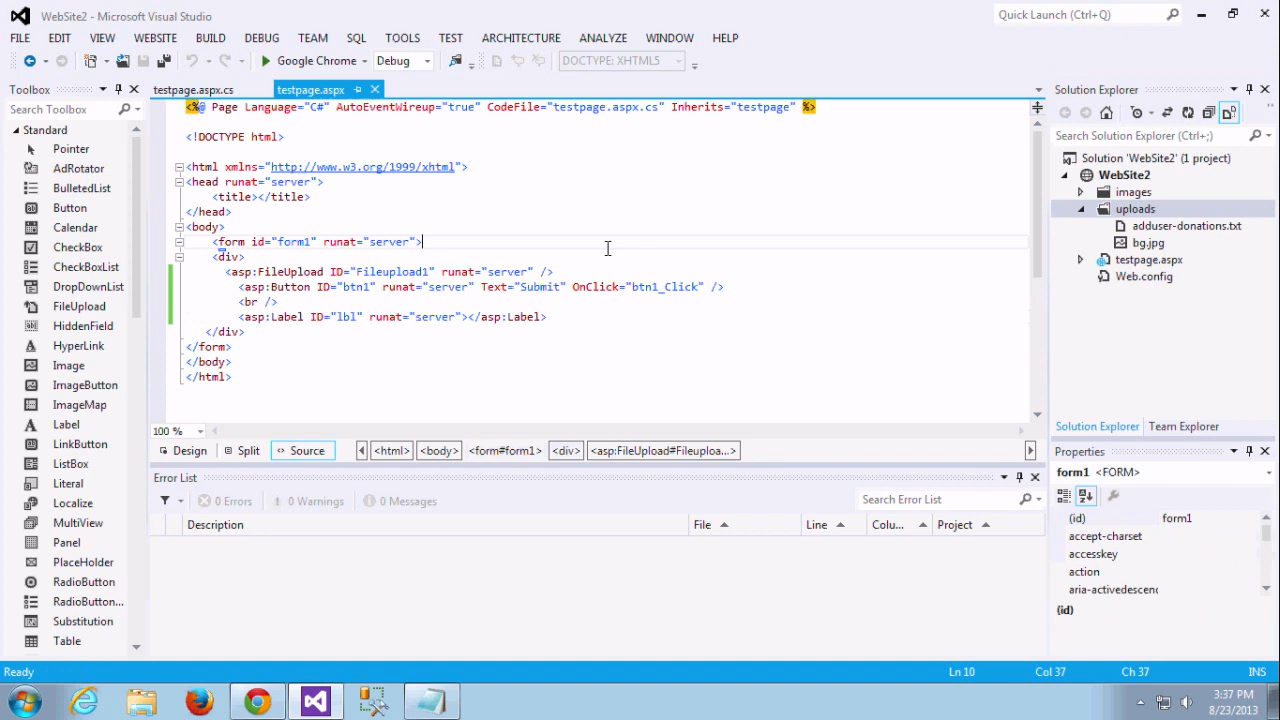 WebSite2 - Microsoft Visual Studio
Quick Launch (Ctrl+Q)
FILE EDIT VIEW WEBSITE BUILD DEBUG TEAM SQL TOOLS TEST ARCHITECTURE ANALYZE WINDOW HELP
Google Chrome Debug DOCTYPE: XHTML5
Toolbox
Search Toolbox
Standard
Pointer
AdRotator
BulletedList
Button
Calendar
CheckBox
CheckBoxList
DropDownList
FileUpload
HiddenField
HyperLink
Image
ImageButton
ImageMap
Label
LinkButton
ListBox
Literal
Localize
MultiView
Panel
PlaceHolder
RadioButton
RadioButton...
Substitution
Table
testpage.aspx.cs testpage.aspx
<%@ Page Language="C#" AutoEventWireup="true" CodeFile="testpage.aspx.cs" Inherits="testpage" %>
<!DOCTYPE html>
<html xmlns="http://www.w3.org/1999/xhtml">
<head runat="server">
<title></title>
</head>
<body>
<form id="form1" runat="server">
<div>
<asp:FileUpload ID="Fileupload1" runat="server" />
<asp:Button ID="btn1" runat="server" Text="Submit" OnClick="btn1_Click" />
<br />
<asp:Label ID="lbl" runat="server"></asp:Label>
</div>
</form>
</body>
</html>
100 %
Design Split Source <html> <body> <form#form1> <div> <asp:FileUpload#Fileuploa...>
Error List
0 Errors 0 Warnings 0 Messages Search Error List
Description File Line Colu... Project
Solution Explorer
Search Solution Explorer (Ctrl+;)
Solution 'WebSite2' (1 project)
WebSite2
images
uploads
adduser-donations.txt
bg.jpg
testpage.aspx
Web.config
Solution Explorer Team Explorer
Properties
form1 <FORM>
(id) form1
accept-charset
accesskey
action
aria-activedescenc
(id)
Ready Ln 10 Col 37 Ch 37 INS
3:37 PM
8/23/2013